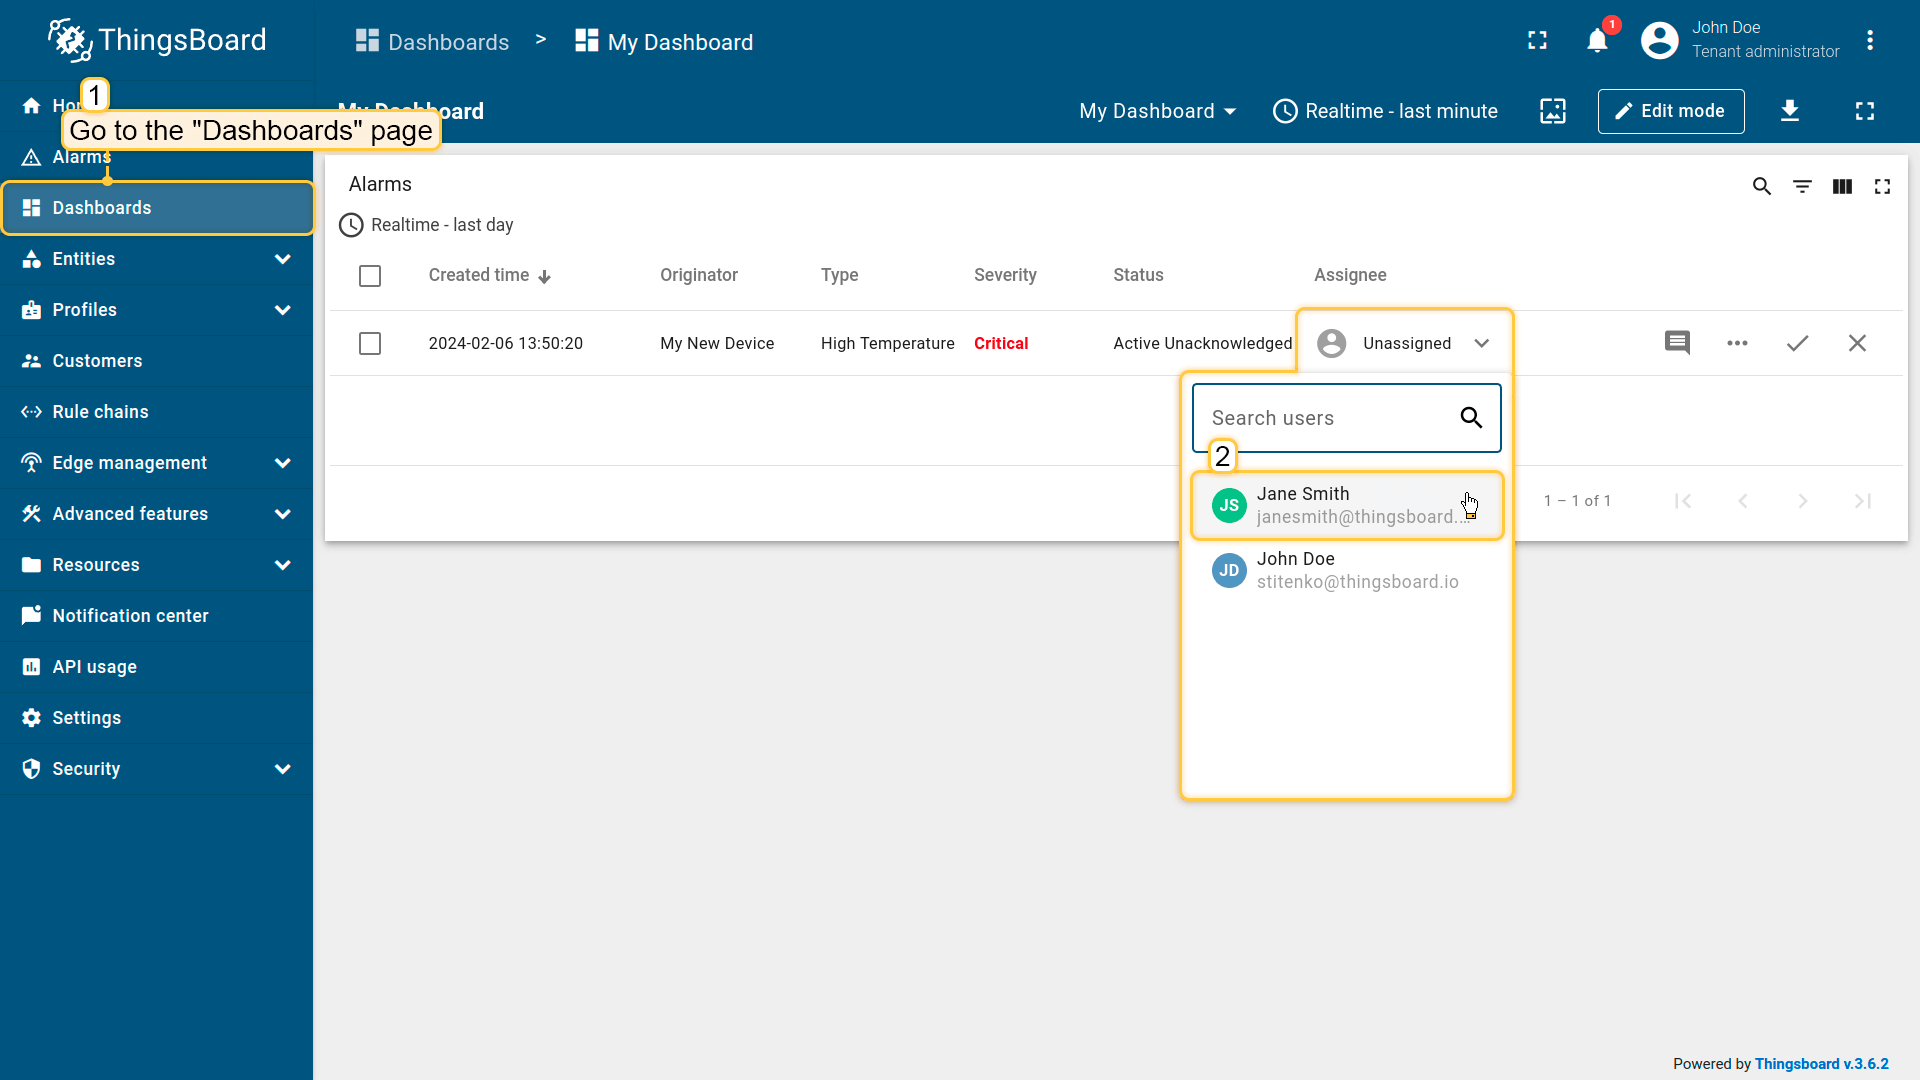 ThingsBoard
Dashboards > My Dashboard
1
John Doe
Tenant administrator
1
Go to the "Dashboards" page
Alarms
Dashboards
Entities
Profiles
Customers
Rule chains
Edge management
Advanced features
Resources
Notification center
API usage
Settings
Security
My Dashboard
My Dashboard
Realtime - last minute
Edit mode
Alarms
Realtime - last day
Created time Originator Type Severity Status Assignee
2024-02-06 13:50:20 My New Device High Temperature Critical Active Unacknowledged Unassigned
Search users
2
Jane Smith
janesmith@thingsboard....
John Doe
stitenko@thingsboard.io
1 – 1 of 1
Powered by Thingsboard v.3.6.2